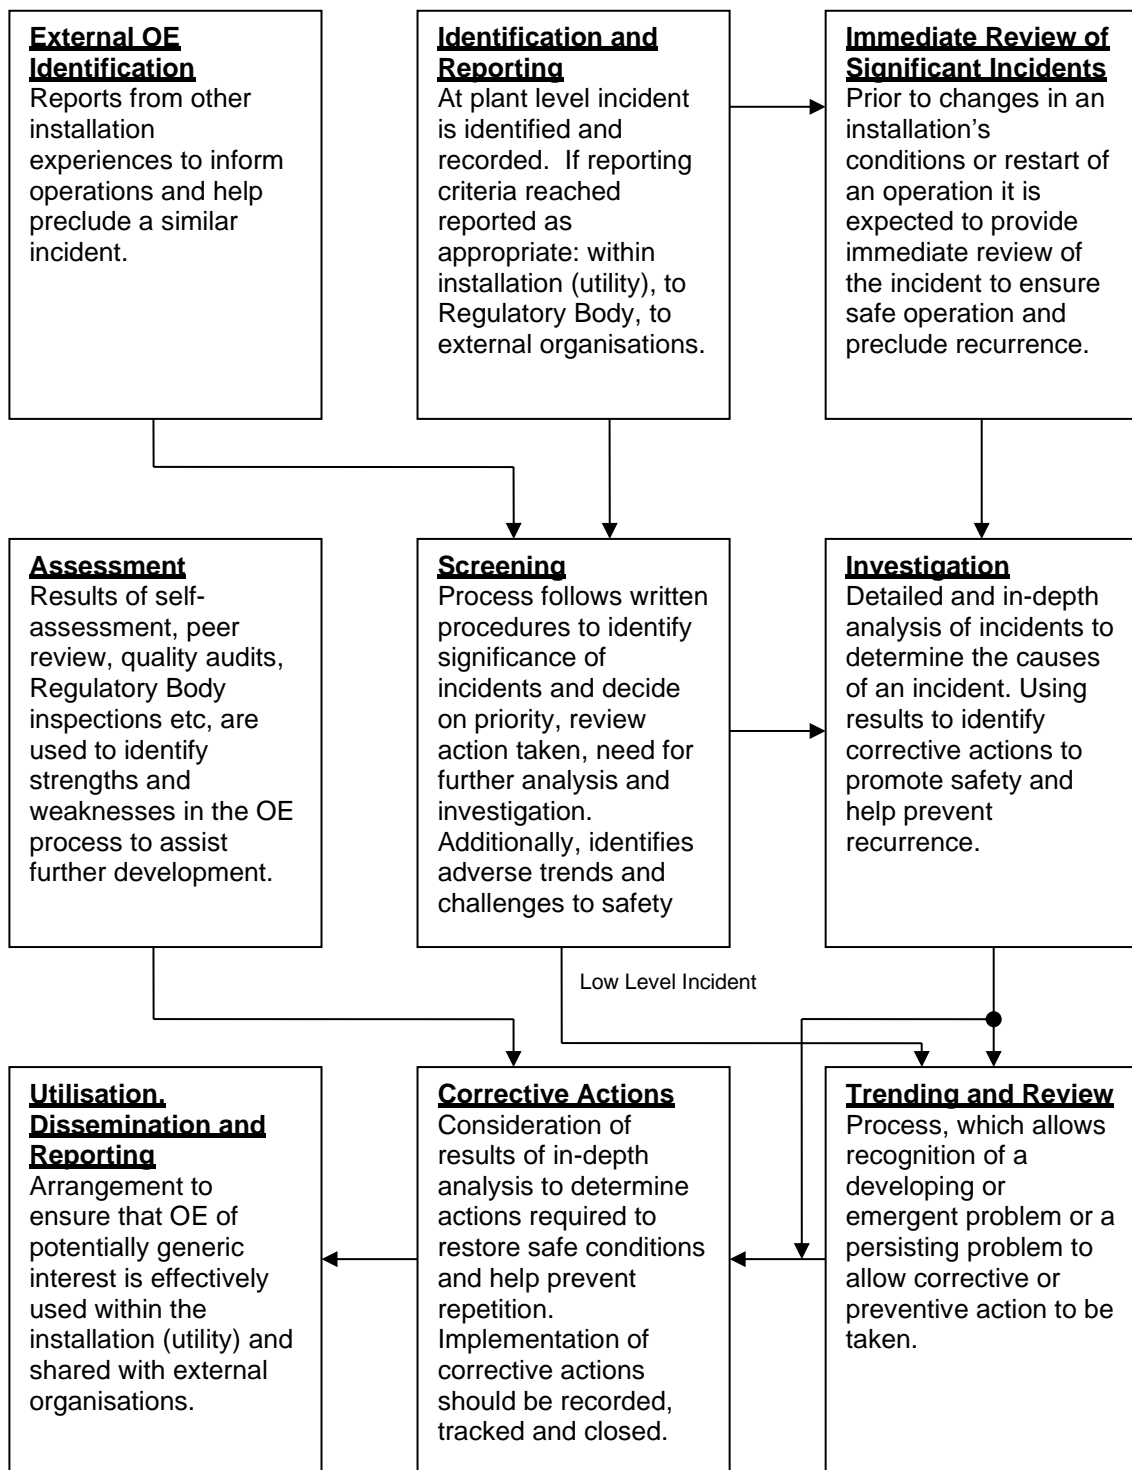 External OE
Identification
Reports from other
installation
experiences to inform
operations and help
preclude a similar
incident.
Identification and
Reporting
At plant level incident
is identified and
recorded.  If reporting
criteria reached
reported as
appropriate: within
installation (utility), to
Regulatory Body, to
external organisations.
Immediate Review of
Significant Incidents
Prior to changes in an
installation’s
conditions or restart of
an operation it is
expected to provide
immediate review of
the incident to ensure
safe operation and
preclude recurrence.
Assessment
Results of self-
assessment, peer
review, quality audits,
Regulatory Body
inspections etc, are
used to identify
strengths and
weaknesses in the OE
process to assist
further development.
Screening
Process follows written
procedures to identify
significance of
incidents and decide
on priority, review
action taken, need for
further analysis and
investigation.
Additionally, identifies
adverse trends and
challenges to safety
Investigation
Detailed and in-depth
analysis of incidents to
determine the causes
of an incident. Using
results to identify
corrective actions to
promote safety and
help prevent
recurrence.
Low Level Incident
Utilisation,
Dissemination and
Reporting
Arrangement to
ensure that OE of
potentially generic
interest is effectively
used within the
installation (utility) and
shared with external
organisations.
Corrective Actions
Consideration of
results of in-depth
analysis to determine
actions required to
restore safe conditions
and help prevent
repetition.
Implementation of
corrective actions
should be recorded,
tracked and closed.
Trending and Review
Process, which allows
recognition of a
developing or
emergent problem or a
persisting problem to
allow corrective or
preventive action to be
taken.